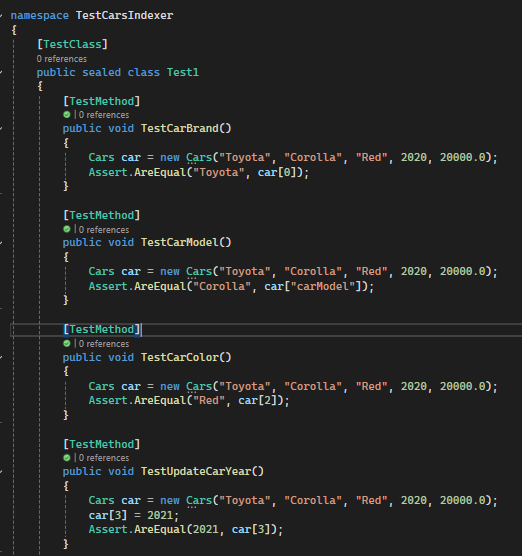 namespace TestCarsIndexer
{
[TestClass]
0 references
public sealed class Test1
{
[TestMethod]
| 0 references
public void TestCarBrand()
{
Cars car = new Cars("Toyota", "Corolla", "Red", 2020, 20000.0);
Assert.AreEqual("Toyota", car[0]);
}
[TestMethod]
| 0 references
public void TestCarModel()
{
Cars car = new Cars("Toyota", "Corolla", "Red", 2020, 20000.0);
Assert.AreEqual("Corolla", car["carModel"]);
}
[TestMethod]
| 0 references
public void TestCarColor()
{
Cars car = new Cars("Toyota", "Corolla", "Red", 2020, 20000.0);
Assert.AreEqual("Red", car[2]);
}
[TestMethod]
| 0 references
public void TestUpdateCarYear()
{
Cars car = new Cars("Toyota", "Corolla", "Red", 2020, 20000.0);
car[3] = 2021;
Assert.AreEqual(2021, car[3]);
}